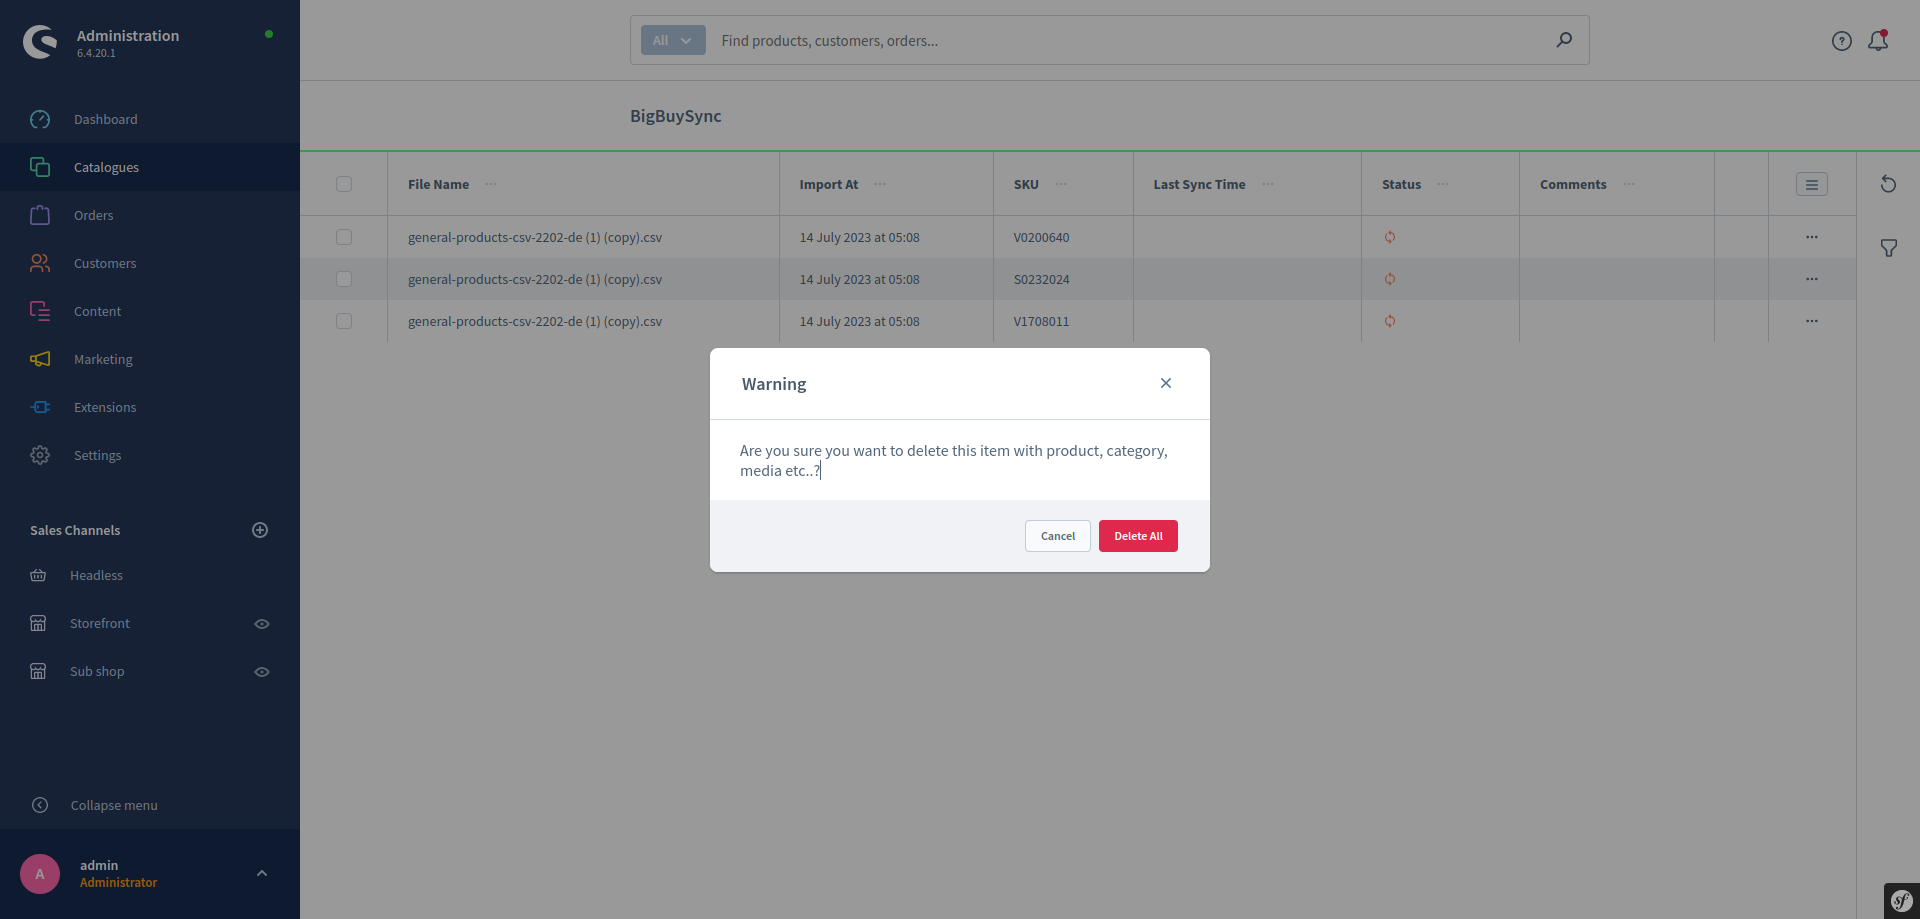 Administration
6.4.20.1
Dashboard
Catalogues
Orders
Customers
Content
Marketing
Extensions
Settings
Sales Channels
Headless
Storefront
Sub shop
Collapse menu
A
admin
Administrator
All
Find products, customers, orders...
?
BigBuySync
File Name ··· Import At ··· SKU ··· Last Sync Time ··· Status ··· Comments ···
general-products-csv-2202-de (1) (copy).csv 14 July 2023 at 05:08 V0200640 ···
general-products-csv-2202-de (1) (copy).csv 14 July 2023 at 05:08 S0232024 ···
general-products-csv-2202-de (1) (copy).csv 14 July 2023 at 05:08 V1708011 ···
Warning
Are you sure you want to delete this item with product, category,
media etc..?
Cancel Delete All
sf